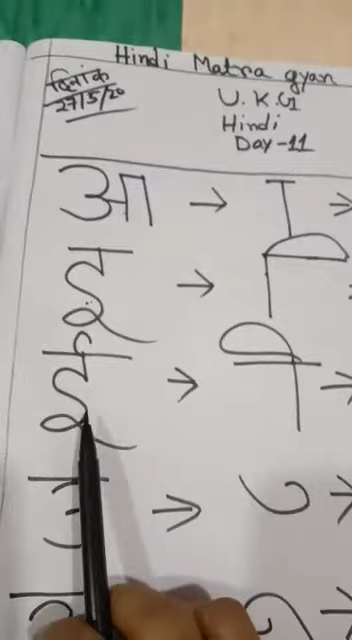 Hindi Matra gyan
दिनांक
27/5/20
U.K.G
Hindi
Day-11
आ → ा →
इ → ि →
ई → ी →
→ ु →
→